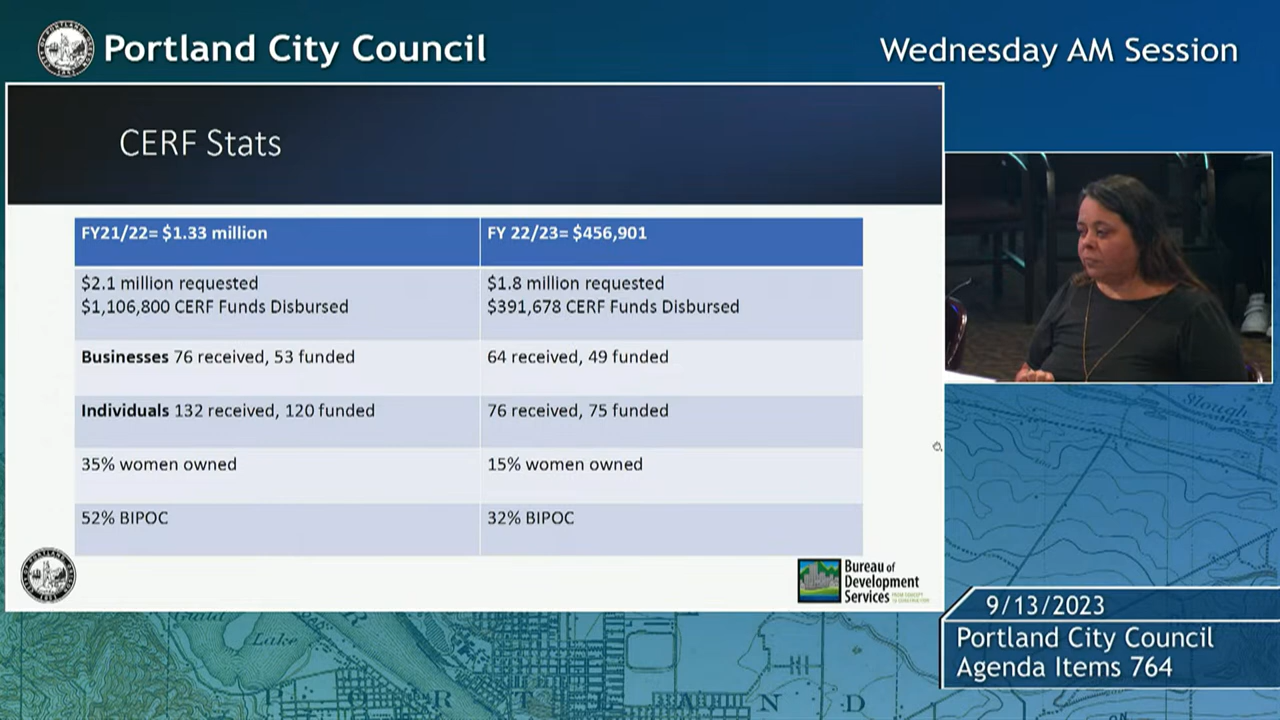 Portland City Council
Wednesday AM Session
CERF Stats
FY21/22= $1.33 million
FY 22/23= $456,901
$2.1 million requested
$1,106,800 CERF Funds Disbursed
$1.8 million requested
$391,678 CERF Funds Disbursed
Businesses 76 received, 53 funded
64 received, 49 funded
Individuals 132 received, 120 funded
76 received, 75 funded
35% women owned
15% women owned
52% BIPOC
32% BIPOC
Bureau of
Development
Services
Slough
9/13/2023
Portland City Council
Agenda Items 764
Guild
Lake
P O R T L A N D